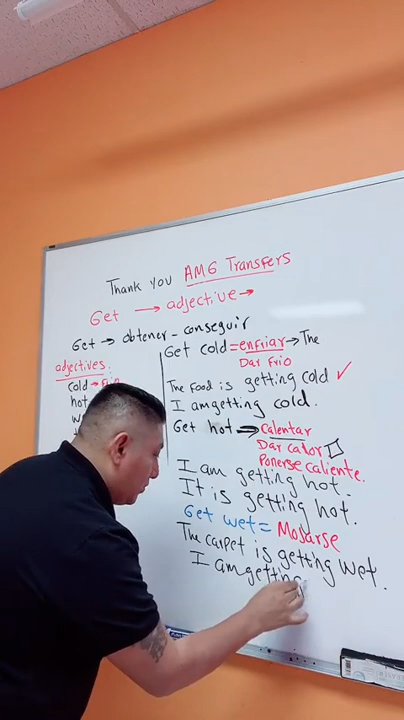 Thank you AMG Transfers
Get → adjective →
Get → obtener - conseguir
adjectives:
cold → 
hot
Get cold = enfriar → The
Dar Frio
The Food is getting cold ✓
I am getting cold.
Get hot → Calentar
Dar calor
Ponerse caliente.
I am getting hot.
It is getting hot.
Get wet = Mojarse
The carpet is getting wet.
I am getting